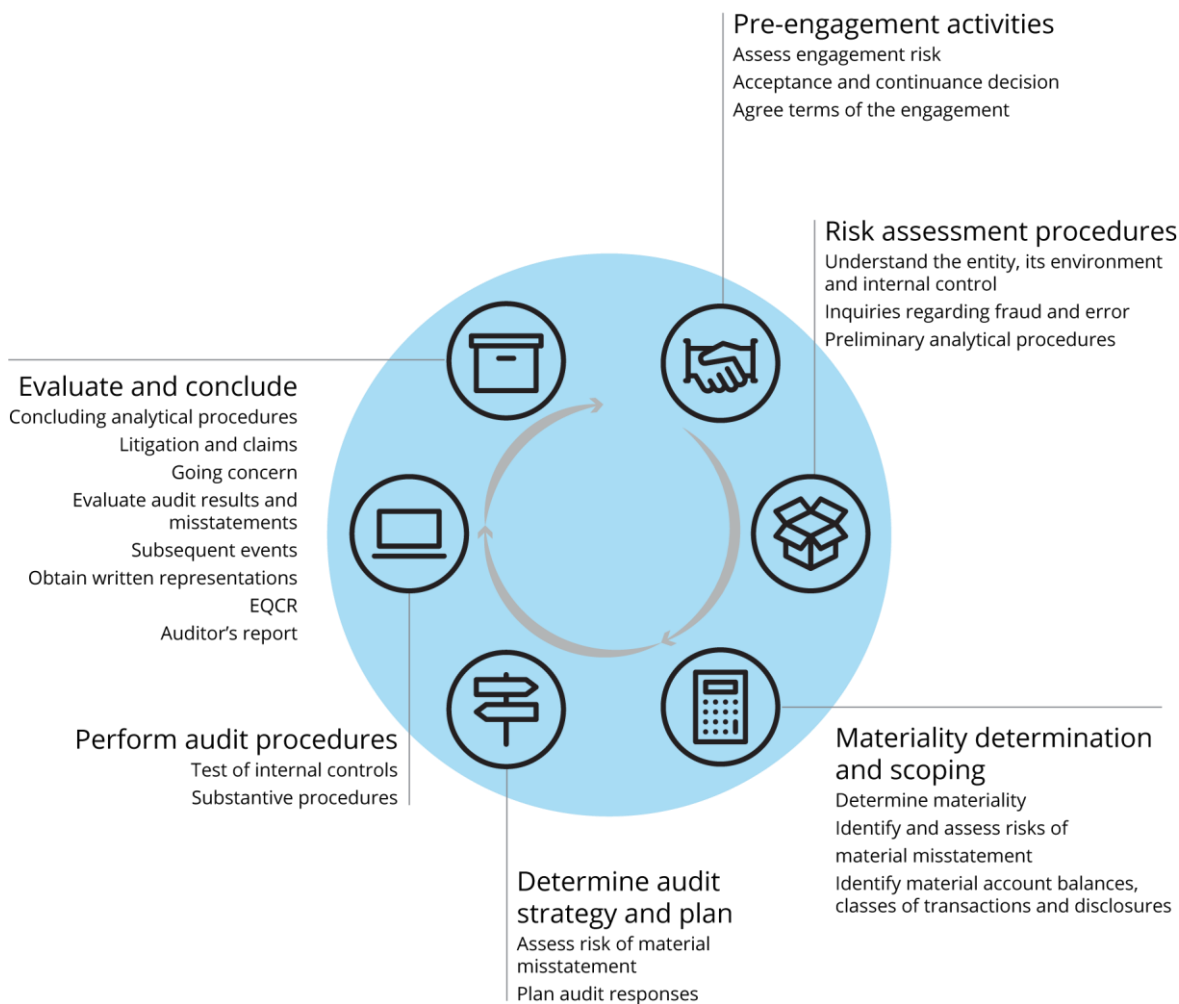 Pre-engagement activities
Assess engagement risk
Acceptance and continuance decision
Agree terms of the engagement
Risk assessment procedures
Understand the entity, its environment
and internal control
Inquiries regarding fraud and error
Preliminary analytical procedures
Materiality determination
and scoping
Determine materiality
Identify and assess risks of
material misstatement
Identify material account balances,
classes of transactions and disclosures
Determine audit
strategy and plan
Assess risk of material
misstatement
Plan audit responses
Perform audit procedures
Test of internal controls
Substantive procedures
Evaluate and conclude
Concluding analytical procedures
Litigation and claims
Going concern
Evaluate audit results and
misstatements
Subsequent events
Obtain written representations
EQCR
Auditor’s report